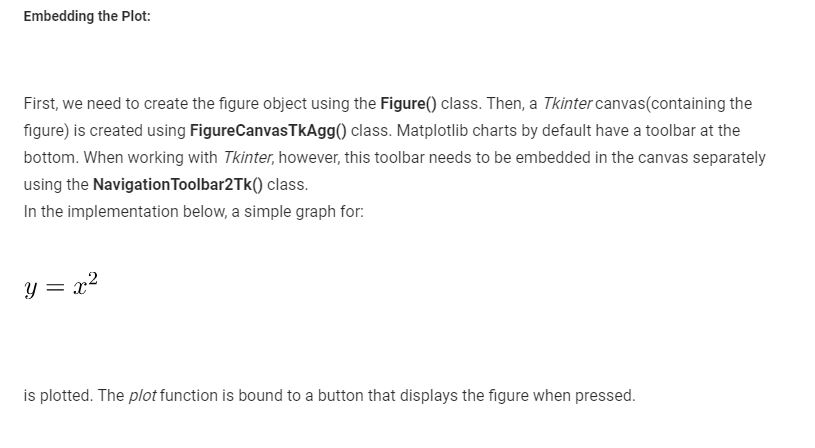 Embedding the Plot:
First, we need to create the figure object using the Figure() class. Then, a Tkinter canvas(containing the
figure) is created using FigureCanvasTkAgg() class. Matplotlib charts by default have a toolbar at the
bottom. When working with Tkinter, however, this toolbar needs to be embedded in the canvas separately
using the NavigationToolbar2Tk() class.
In the implementation below, a simple graph for:
y = x²
is plotted. The plot function is bound to a button that displays the figure when pressed.